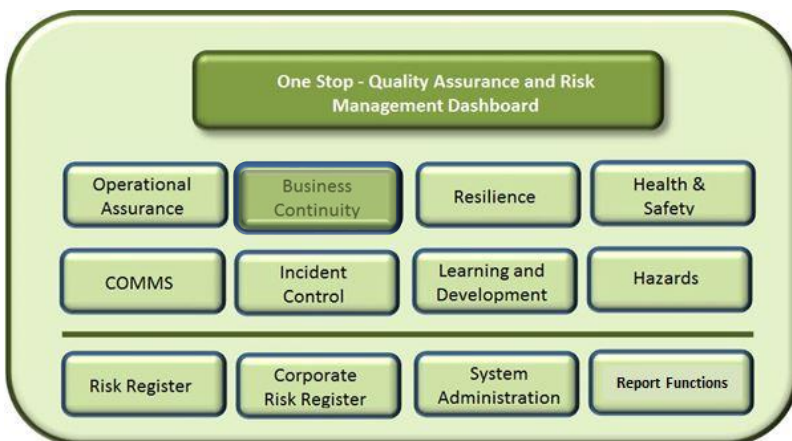 One Stop - Quality Assurance and Risk
Management Dashboard
Operational
Assurance
Business
Continuity
Resilience
Health &
Safety
COMMS
Incident
Control
Learning and
Development
Hazards
Risk Register
Corporate
Risk Register
System
Administration
Report Functions